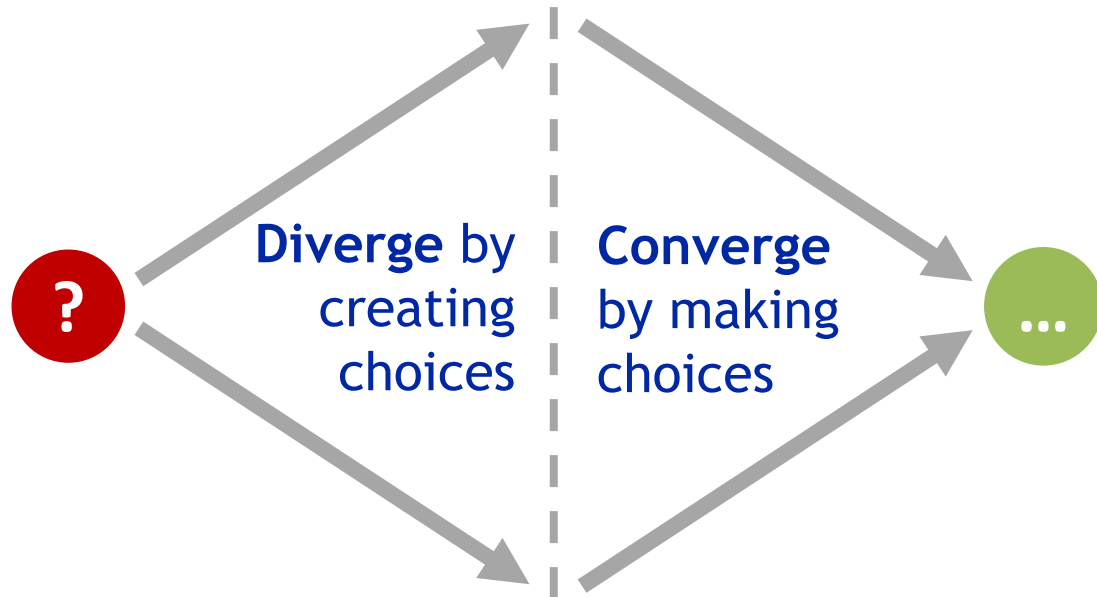 ?
Diverge by
creating
choices
Converge
by making
choices
...